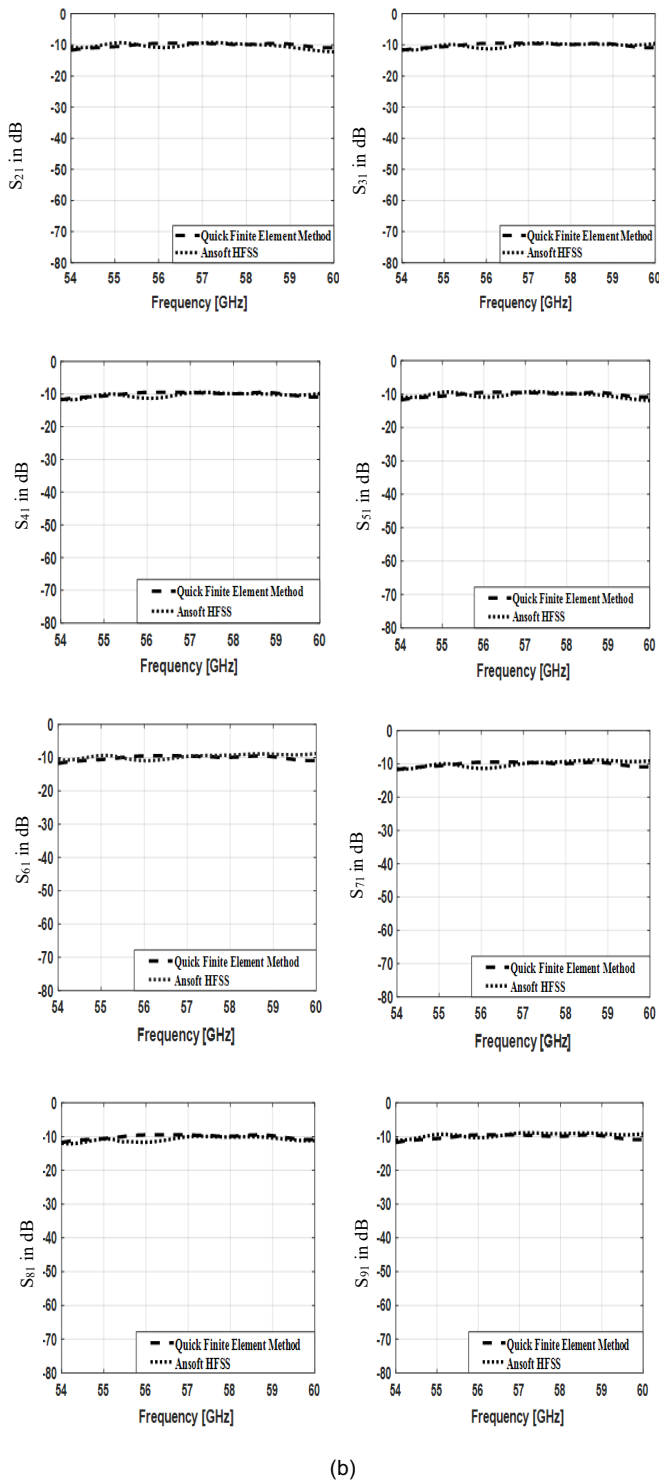 S21 in dB
0
-10
-20
-30
-40
-50
-60
-70
-80
Quick Finite Element Method
Ansoft HFSS
54 55 56 57 58 59 60
Frequency [GHz]
S31 in dB
0
-10
-20
-30
-40
-50
-60
-70
-80
Quick Finite Element Method
Ansoft HFSS
54 55 56 57 58 59 60
Frequency [GHz]
S41 in dB
0
-10
-20
-30
-40
-50
-60
-70
-80
Quick Finite Element Method
Ansoft HFSS
54 55 56 57 58 59 60
Frequency [GHz]
S51 in dB
0
-10
-20
-30
-40
-50
-60
-70
-80
Quick Finite Element Method
Ansoft HFSS
54 55 56 57 58 59 60
Frequency [GHz]
S61 in dB
0
-10
-20
-30
-40
-50
-60
-70
-80
Quick Finite Element Method
Ansoft HFSS
54 55 56 57 58 59 60
Frequency [GHz]
S71 in dB
0
-10
-20
-30
-40
-50
-60
-70
-80
Quick Finite Element Method
Ansoft HFSS
54 55 56 57 58 59 60
Frequency [GHz]
S81 in dB
0
-10
-20
-30
-40
-50
-60
-70
-80
Quick Finite Element Method
Ansoft HFSS
54 55 56 57 58 59 60
Frequency [GHz]
S91 in dB
0
-10
-20
-30
-40
-50
-60
-70
-80
Quick Finite Element Method
Ansoft HFSS
54 55 56 57 58 59 60
Frequency [GHz]
(b)